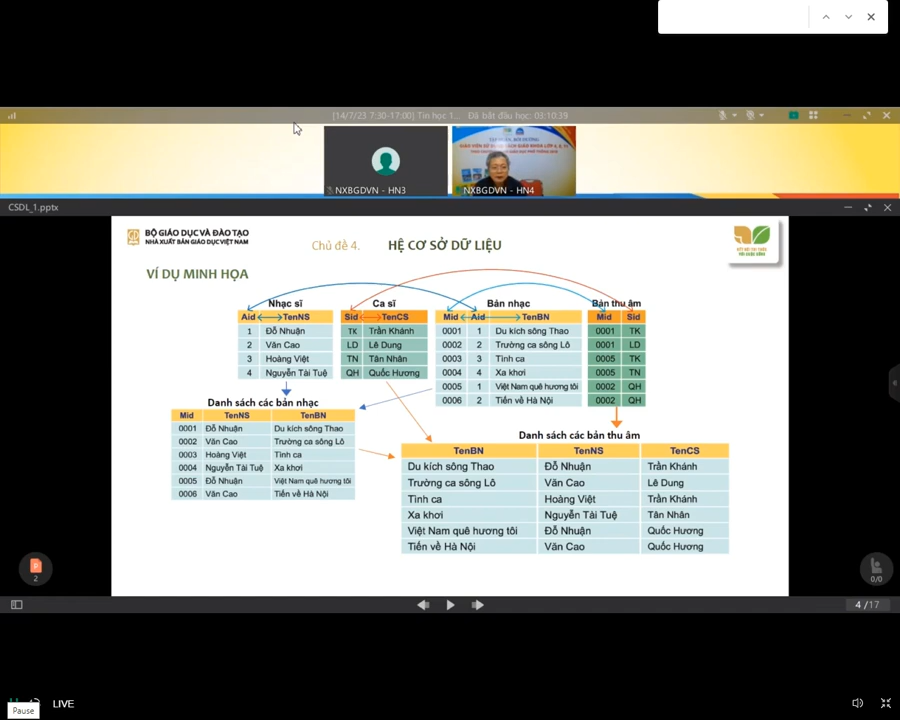 [14/7/23 7:30-17:00] Tin học 1... Đã bắt đầu học: 03:10:39
NXBGDVN - HN3
NXBGDVN - HN4
CSDL_1.pptx
BỘ GIÁO DỤC VÀ ĐÀO TẠO
NHÀ XUẤT BẢN GIÁO DỤC VIỆT NAM
Chủ đề 4. HỆ CƠ SỞ DỮ LIỆU
VÍ DỤ MINH HỌA
Nhạc sĩ
Aid TenNS
1 Đỗ Nhuận
2 Văn Cao
3 Hoàng Việt
4 Nguyễn Tài Tuệ
Ca sĩ
Sid TenCS
TK Trần Khánh
LD Lê Dung
TN Tân Nhân
QH Quốc Hương
Bản nhạc
Mid Aid TenBN
0001 1 Du kích sông Thao
0002 2 Trường ca sông Lô
0003 3 Tình ca
0004 4 Xa khơi
0005 1 Việt Nam quê hương tôi
0006 2 Tiến về Hà Nội
Bản thu âm
Mid Sid
0001 TK
0001 LD
0005 TK
0005 TN
0002 QH
0002 QH
Danh sách các bản nhạc
Mid TenNS TenBN
0001 Đỗ Nhuận Du kích sông Thao
0002 Văn Cao Trường ca sông Lô
0003 Hoàng Việt Tình ca
0004 Nguyễn Tài Tuệ Xa khơi
0005 Đỗ Nhuận Việt Nam quê hương tôi
0006 Văn Cao Tiến về Hà Nội
Danh sách các bản thu âm
TenBN TenNS TenCS
Du kích sông Thao Đỗ Nhuận Trần Khánh
Trường ca sông Lô Văn Cao Lê Dung
Tình ca Hoàng Việt Trần Khánh
Xa khơi Nguyễn Tài Tuệ Tân Nhân
Việt Nam quê hương tôi Đỗ Nhuận Quốc Hương
Tiến về Hà Nội Văn Cao Quốc Hương
2
0/0
4 /17
LIVE
Pause